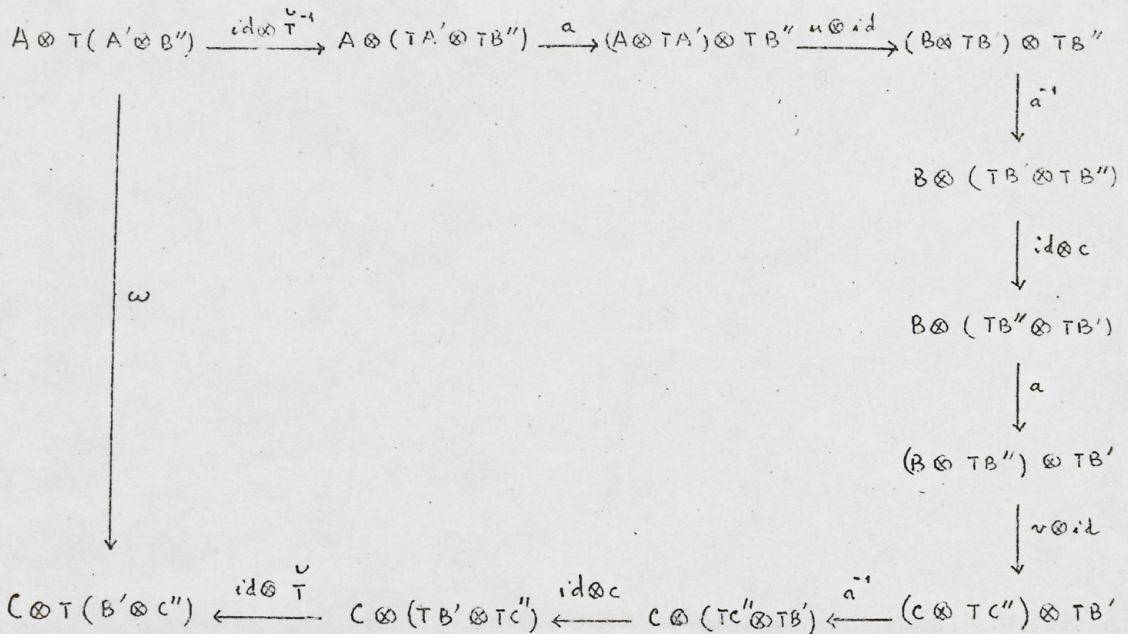 A ⊗ T(A′⊗B″) id⊗Ť⁻¹ A ⊗ (TA′⊗TB″) a (A⊗TA′)⊗TB″ u⊗id (B⊗TB′) ⊗ TB″
a⁻¹
B⊗ (TB′⊗TB″)
id⊗c
ω
B⊗ (TB″⊗TB′)
a
(B⊗TB″) ⊗ TB′
v⊗id
C⊗T(B′⊗C″) id⊗Ť C⊗(TB′⊗TC″) id⊗c C⊗(TC″⊗TB′) a⁻¹ (C⊗TC″)⊗TB′